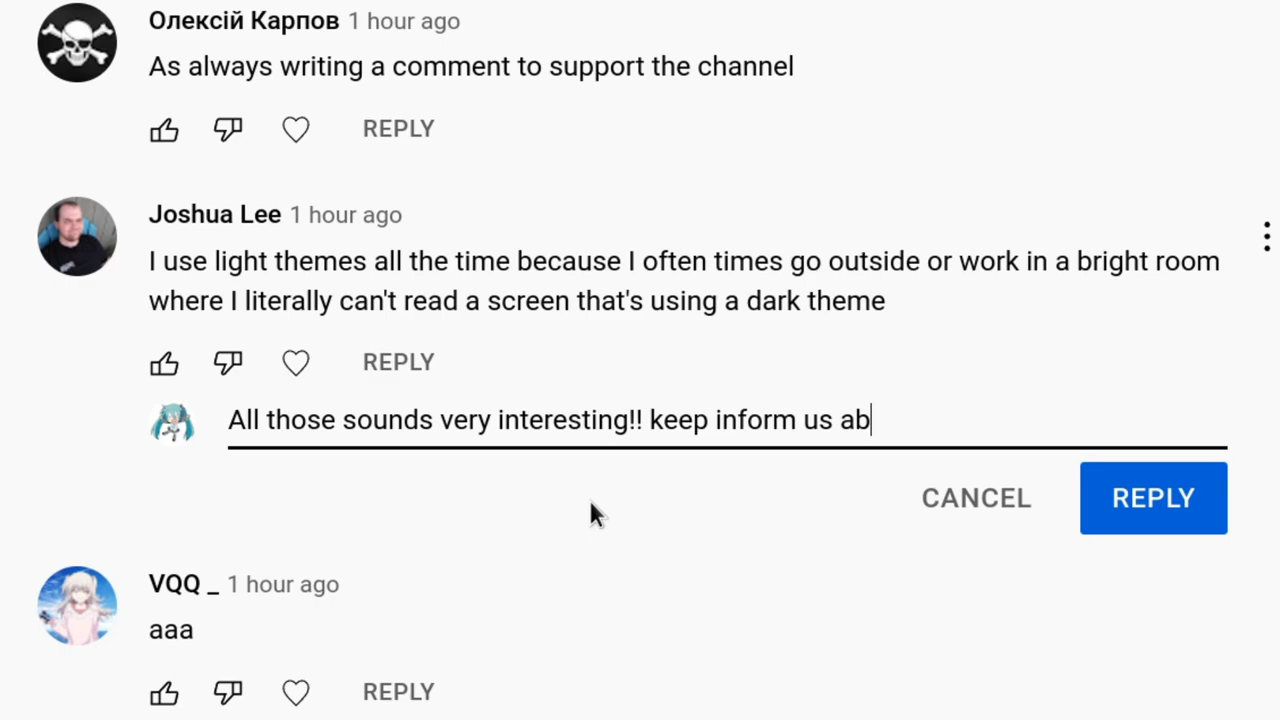 Олексій Карпов 1 hour ago
As always writing a comment to support the channel
REPLY
Joshua Lee 1 hour ago
I use light themes all the time because I often times go outside or work in a bright room
where I literally can't read a screen that's using a dark theme
REPLY
All those sounds very interesting!! keep inform us ab
CANCEL REPLY
VQQ _ 1 hour ago
aaa
REPLY